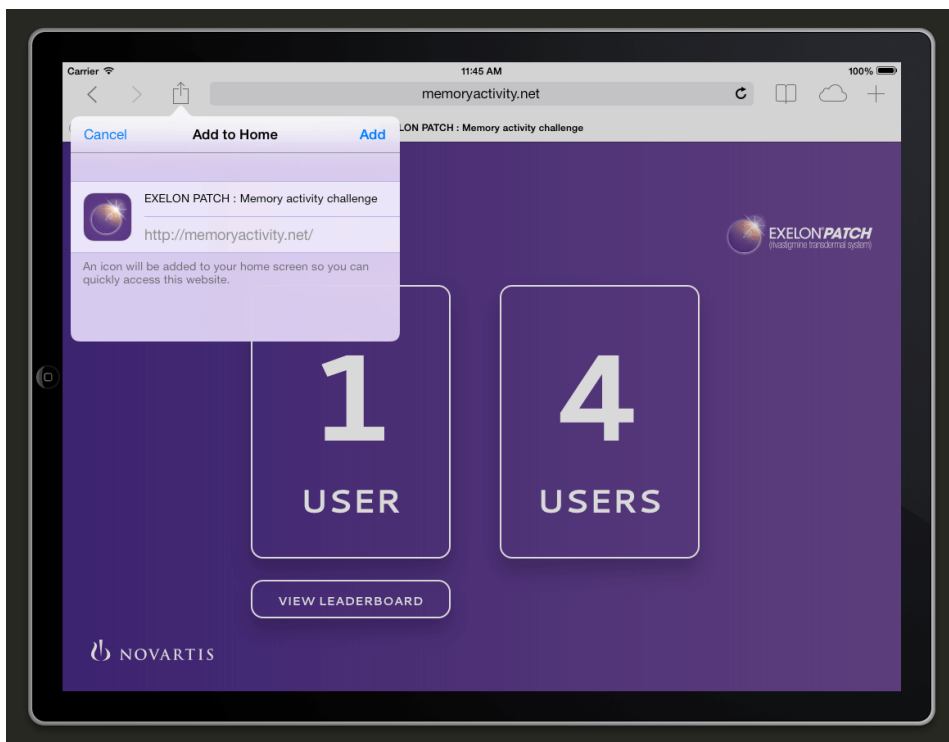 Carrier 11:45 AM 100%
memoryactivity.net
LON PATCH : Memory activity challenge
Cancel Add to Home Add
EXELON PATCH : Memory activity challenge
http://memoryactivity.net/
An icon will be added to your home screen so you can
quickly access this website.
EXELON PATCH
(rivastigmine transdermal system)
1
USER
4
USERS
VIEW LEADERBOARD
NOVARTIS